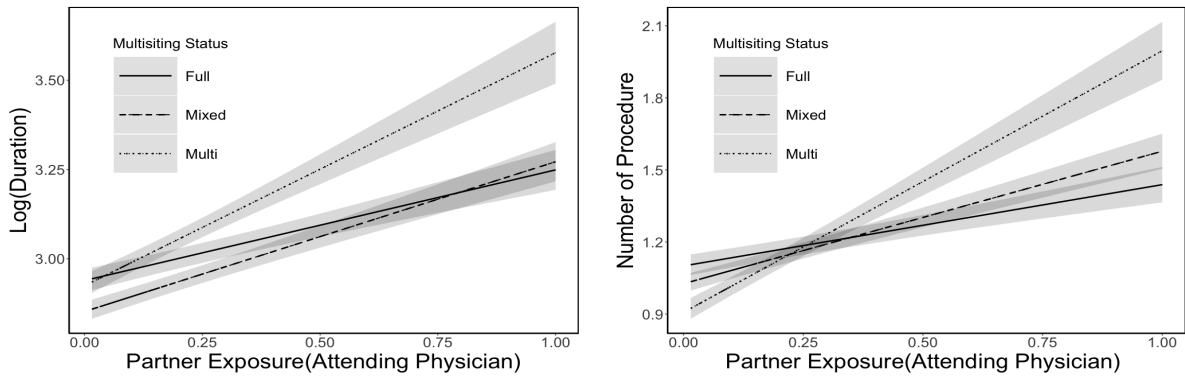 Multisiting Status
Full
Mixed
Multi
3.50
3.25
3.00
Log(Duration)
0.00 0.25 0.50 0.75 1.00
Partner Exposure(Attending Physician)
Multisiting Status
Full
Mixed
Multi
2.1
1.8
1.5
1.2
0.9
Number of Procedure
0.00 0.25 0.50 0.75 1.00
Partner Exposure(Attending Physician)